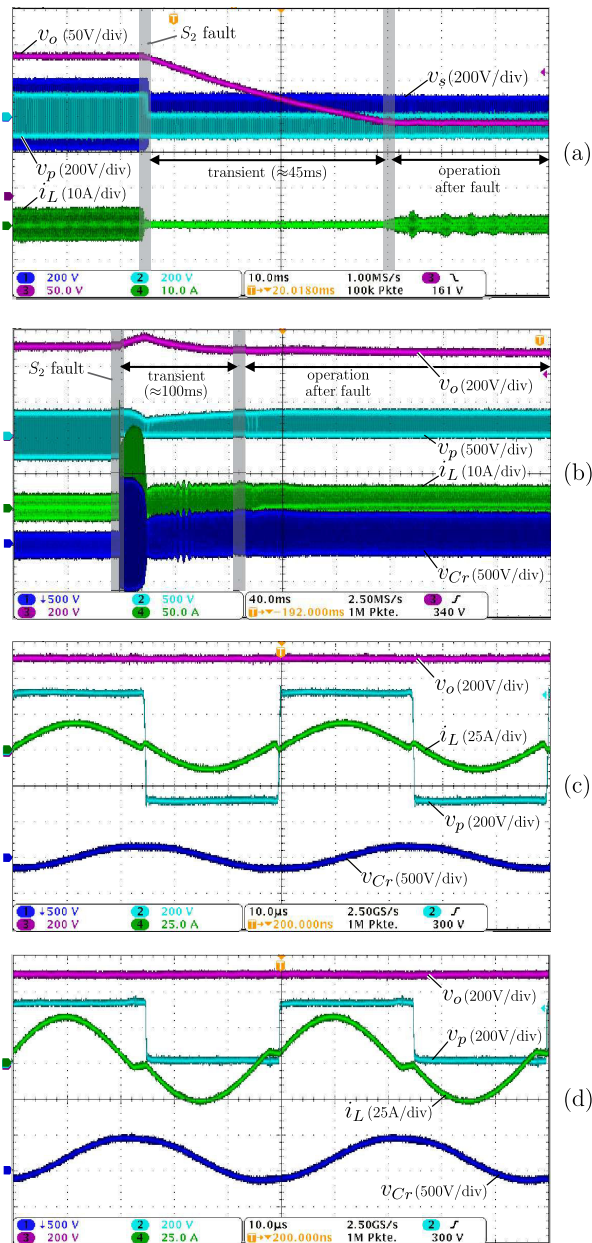 T
v_o (50V/div)
S_2 fault
v_s (200V/div)
v_p (200V/div)
transient (≈45ms)
operation
after fault
i_L (10A/div)
(a)
1 200 V 2 200 V 10.0ms 1.00MS/s 3
3 50.0 V 4 10.0 A T→▼20.0180ms 100k Pkte 161 V
T
S_2 fault
transient
(≈100ms)
operation
after fault
v_o (200V/div)
v_p (500V/div)
i_L (10A/div)
v_Cr (500V/div)
(b)
1 ↓500 V 2 500 V 40.0ms 2.50MS/s 3
3 200 V 4 50.0 A T→▼-192.000ms 1M Pkte. 340 V
T
v_o (200V/div)
i_L (25A/div)
v_p (200V/div)
v_Cr (500V/div)
(c)
1 ↓500 V 2 200 V 10.0µs 2.50GS/s 2
3 200 V 4 25.0 A T→▼200.000ns 1M Pkte. 300 V
T
v_o (200V/div)
v_p (200V/div)
i_L (25A/div)
v_Cr (500V/div)
(d)
1 ↓500 V 2 200 V 10.0µs 2.50GS/s 2
3 200 V 4 25.0 A T→▼200.000ns 1M Pkte. 300 V